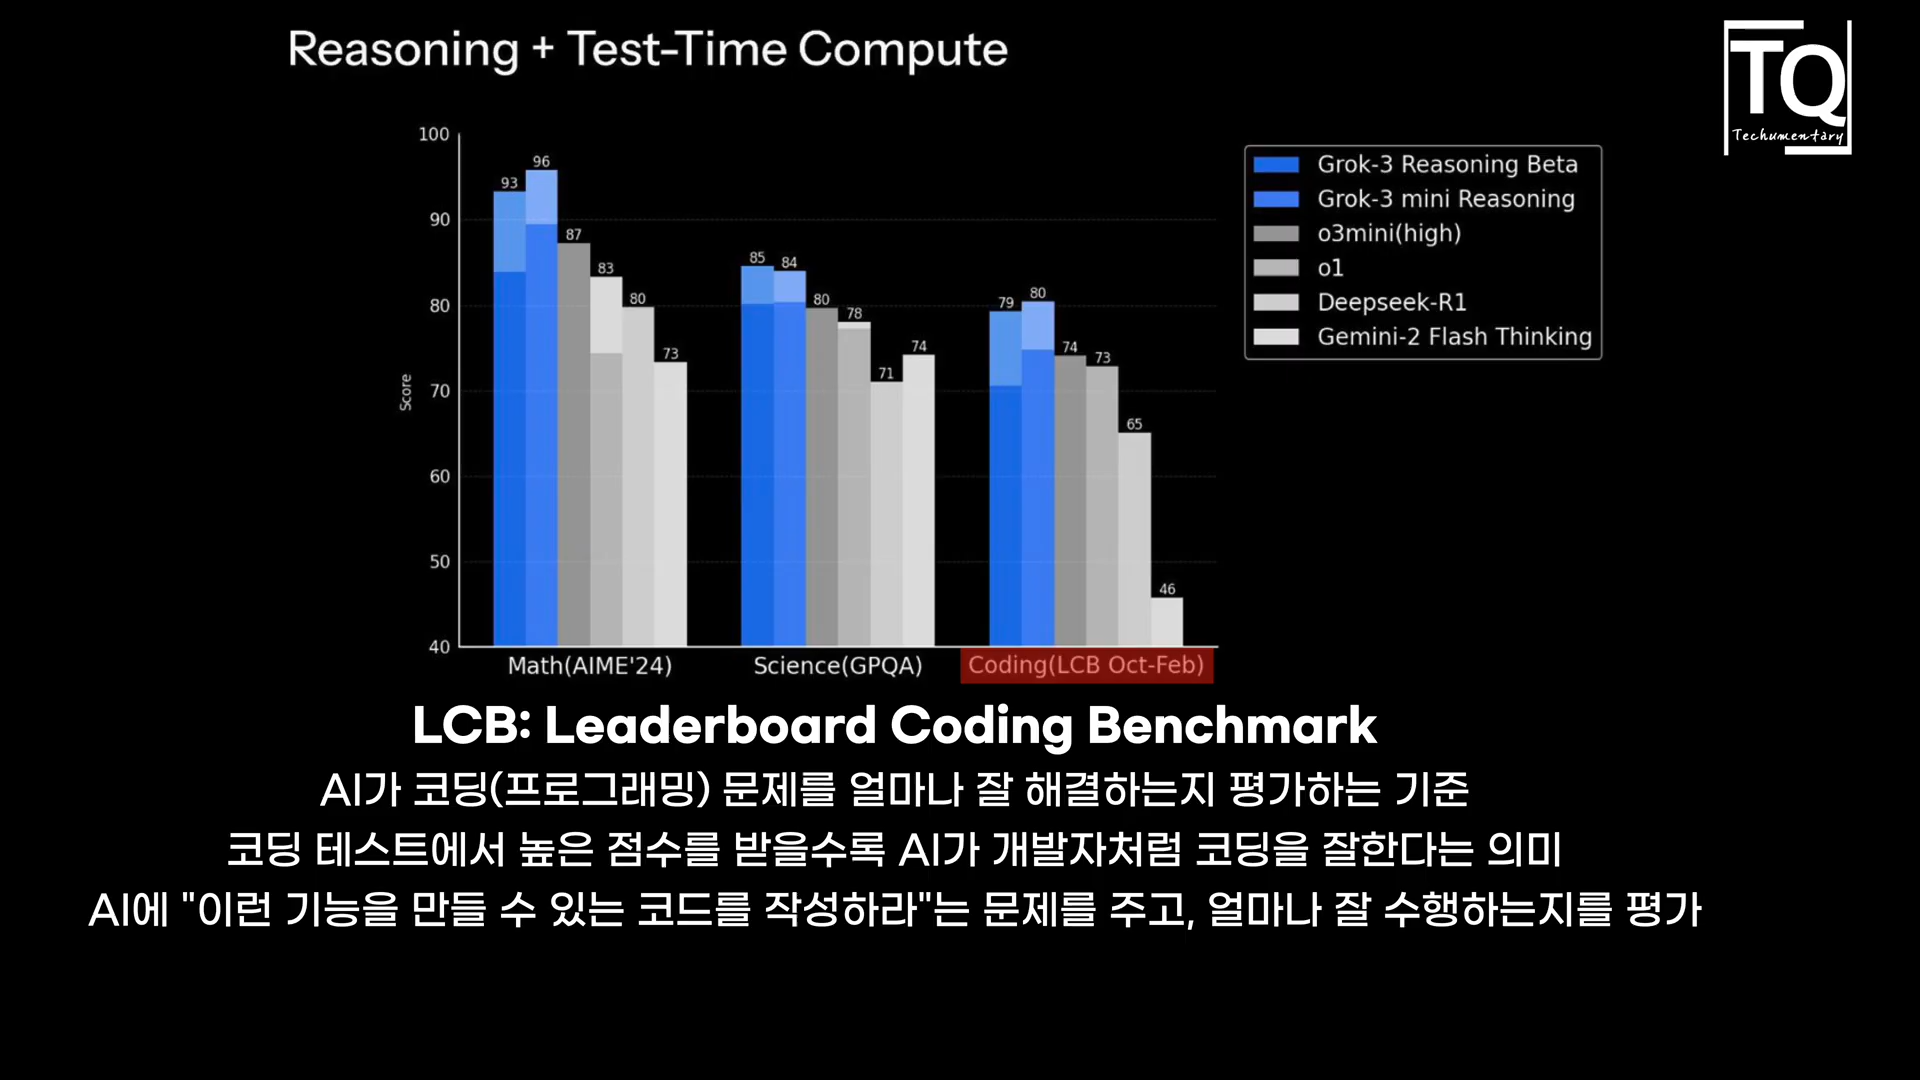 Reasoning + Test-Time Compute
TQ
Techumentary
100
90
80
70
60
50
40
Score
93
96
87
83
80
73
85
84
80
78
71
74
79
80
74
73
65
46
Math(AIME'24)
Science(GPQA)
Coding(LCB Oct-Feb)
Grok-3 Reasoning Beta
Grok-3 mini Reasoning
o3mini(high)
o1
Deepseek-R1
Gemini-2 Flash Thinking
LCB: Leaderboard Coding Benchmark
AI가 코딩(프로그래밍) 문제를 얼마나 잘 해결하는지 평가하는 기준
코딩 테스트에서 높은 점수를 받을수록 AI가 개발자처럼 코딩을 잘한다는 의미
AI에 "이런 기능을 만들 수 있는 코드를 작성하라"는 문제를 주고, 얼마나 잘 수행하는지를 평가